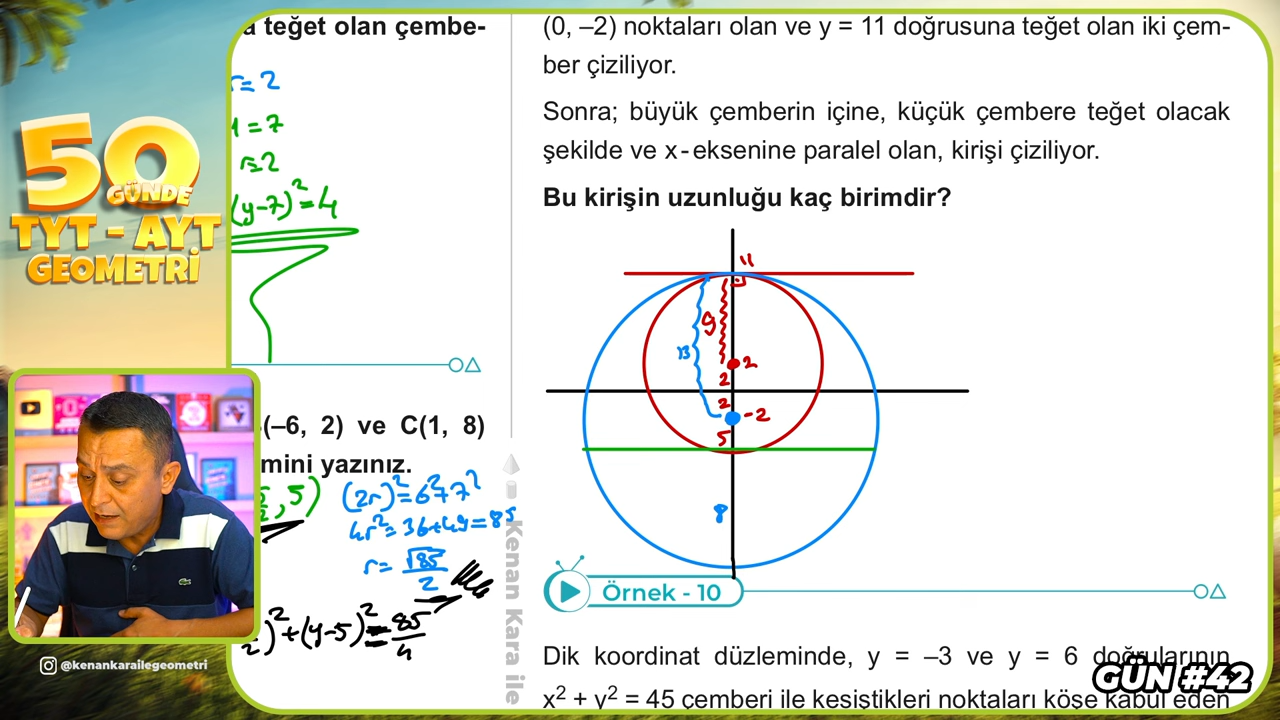 50
GÜNDE
TYT - AYT
GEOMETRİ
@kenankarailegeometri
a teğet olan çembe-
r=2
=7
r=2
(y-7)²=4
(–6, 2) ve C(1, 8)
mini yazınız.
, 5)
(2r)²=6²+7²
4r²=36+49=85
r=√85/2
)²+(y-5)²=85/4
Kenan Kara ile
(0, –2) noktaları olan ve y = 11 doğrusuna teğet olan iki çem-
ber çiziliyor.
Sonra; büyük çemberin içine, küçük çembere teğet olacak
şekilde ve x-eksenine paralel olan, kirişi çiziliyor.
Bu kirişin uzunluğu kaç birimdir?
11
9
13
2
2
2
-2
5
8
Örnek - 10
Dik koordinat düzleminde, y = –3 ve y = 6 doğrularının
x² + y² = 45 çemberi ile kesiştikleri noktaları köşe kabul eden
GÜN #42